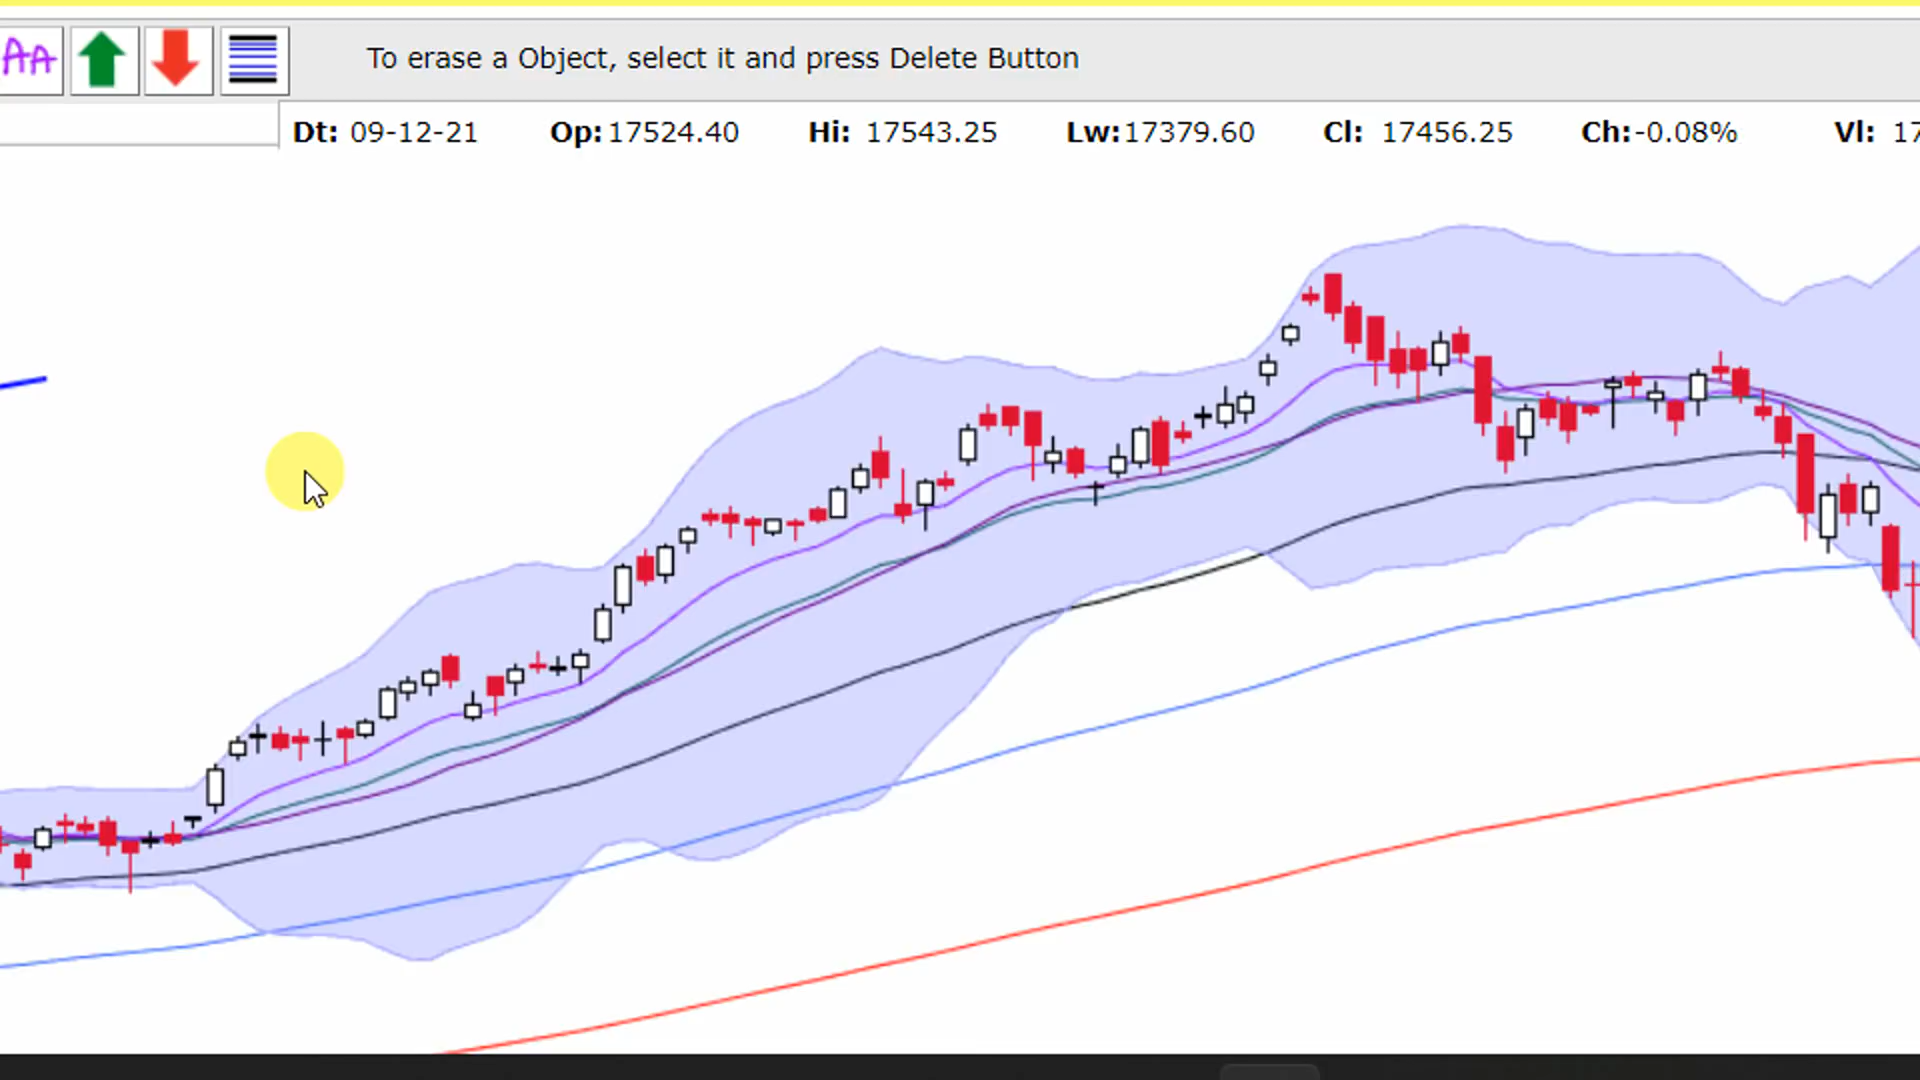 AA
To erase a Object, select it and press Delete Button
Dt: 09-12-21 Op: 17524.40 Hi: 17543.25 Lw: 17379.60 Cl: 17456.25 Ch: -0.08% Vl: 17